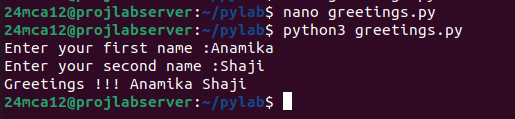 24mca12@projlabserver:~/pylab$ nano greetings.py
24mca12@projlabserver:~/pylab$ python3 greetings.py
Enter your first name :Anamika
Enter your second name :Shaji
Greetings !!! Anamika Shaji
24mca12@projlabserver:~/pylab$